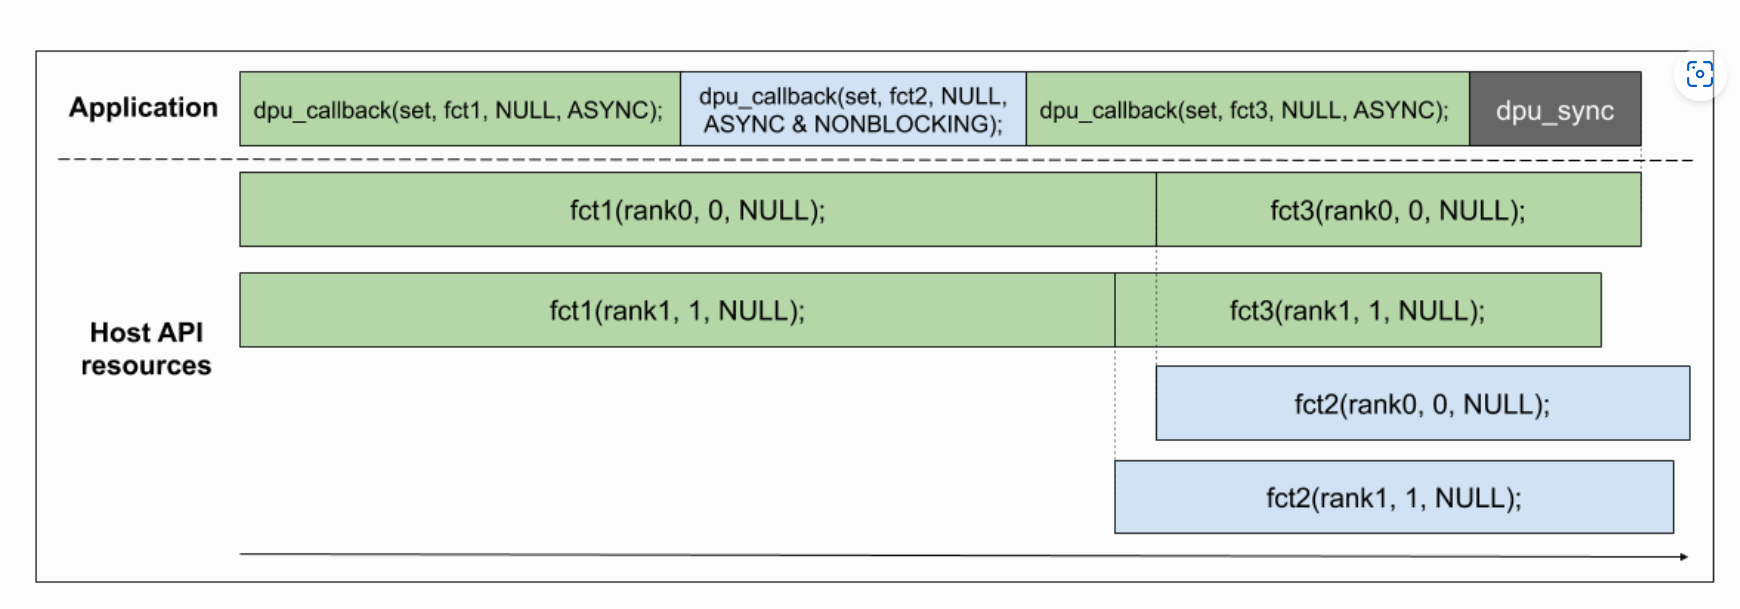 Application
dpu_callback(set, fct1, NULL, ASYNC);
dpu_callback(set, fct2, NULL,
ASYNC & NONBLOCKING);
dpu_callback(set, fct3, NULL, ASYNC);
dpu_sync
fct1(rank0, 0, NULL);
fct3(rank0, 0, NULL);
Host API
resources
fct1(rank1, 1, NULL);
fct3(rank1, 1, NULL);
fct2(rank0, 0, NULL);
fct2(rank1, 1, NULL);